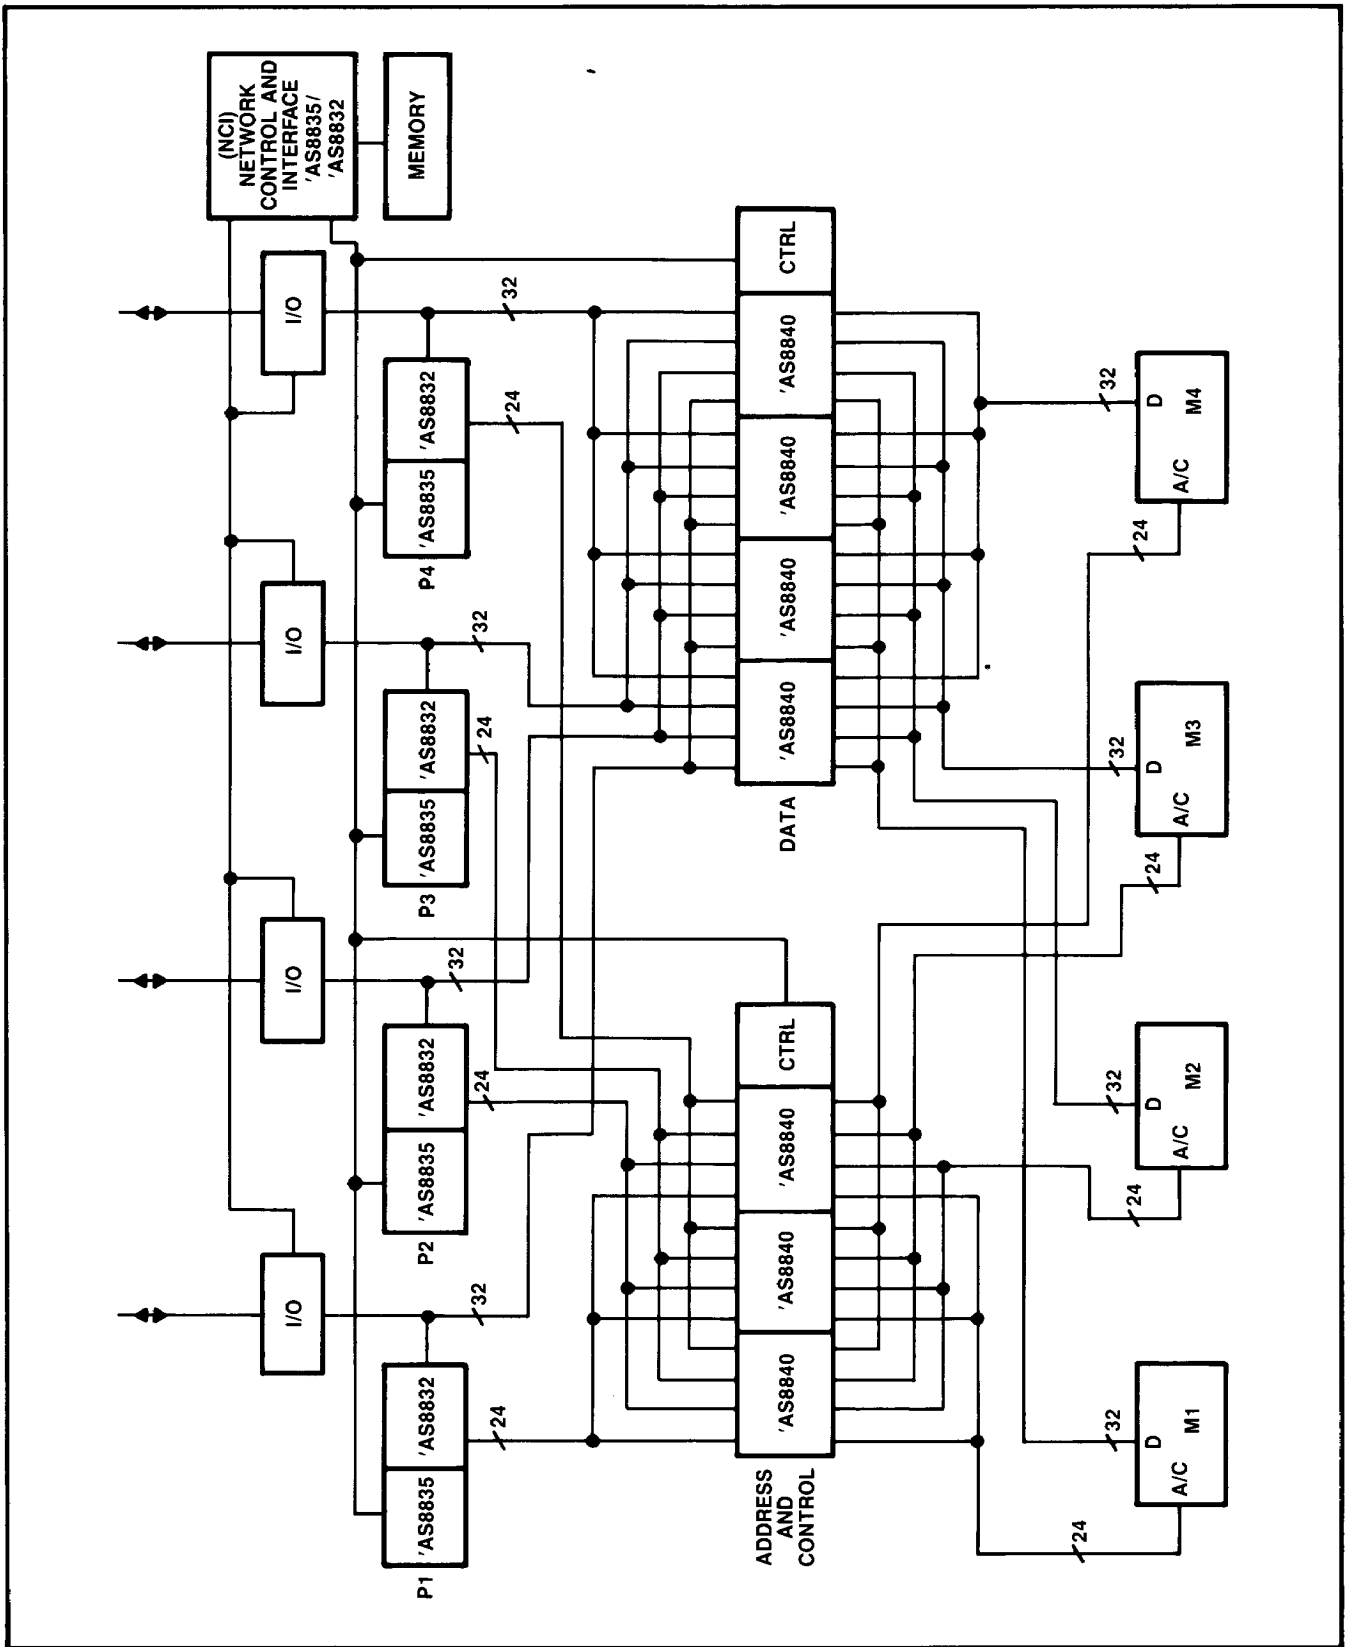 (NCI)
NETWORK
CONTROL AND
INTERFACE
'AS8835/
'AS8832
I/O
I/O
I/O
I/O
MEMORY
P1
'AS8835
'AS8832
P2
'AS8835
'AS8832
P3
'AS8835
'AS8832
P4
'AS8835
'AS8832
32
32
32
32
24
24
24
24
ADDRESS
AND
CONTROL
'AS8840
'AS8840
'AS8840
CTRL
DATA
'AS8840
'AS8840
'AS8840
'AS8840
CTRL
24
32
D
A/C
M1
24
32
D
A/C
M2
24
32
D
A/C
M3
24
32
D
A/C
M4